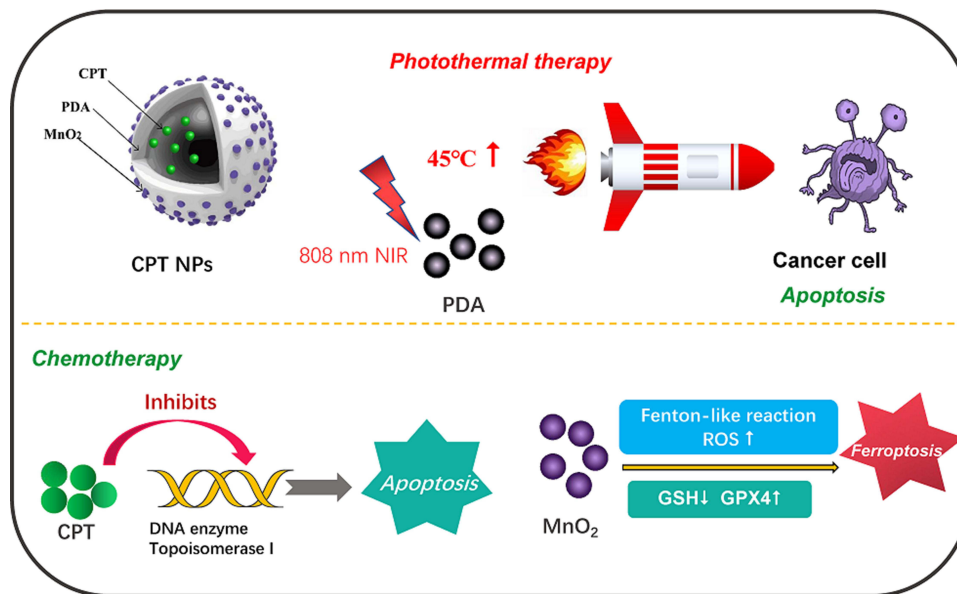 Photothermal therapy
CPT
PDA
MnO₂
CPT NPs
45℃ ↑
808 nm NIR
PDA
Cancer cell
Apoptosis
Chemotherapy
Inhibits
CPT
DNA enzyme
Topoisomerase I
Apoptosis
MnO₂
Fenton-like reaction
ROS ↑
GSH↓ GPX4↑
Ferroptosis